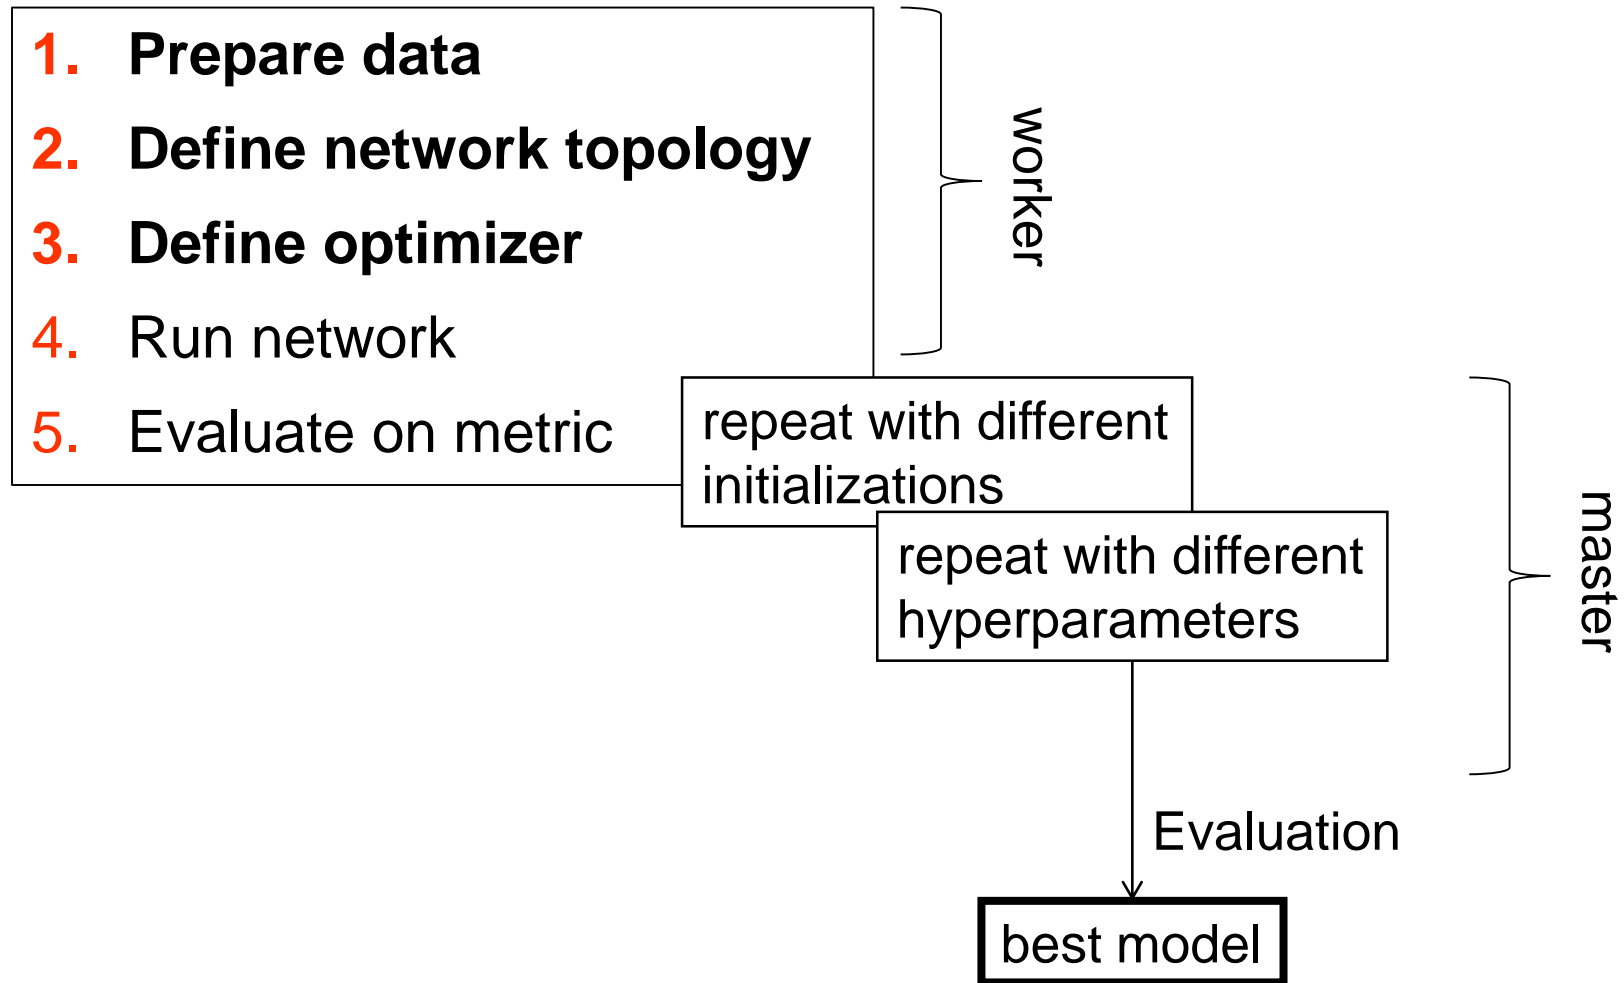 1. Prepare data
2. Define network topology
3. Define optimizer
4. Run network
5. Evaluate on metric
worker
repeat with different
initializations
repeat with different
hyperparameters
master
Evaluation
best model